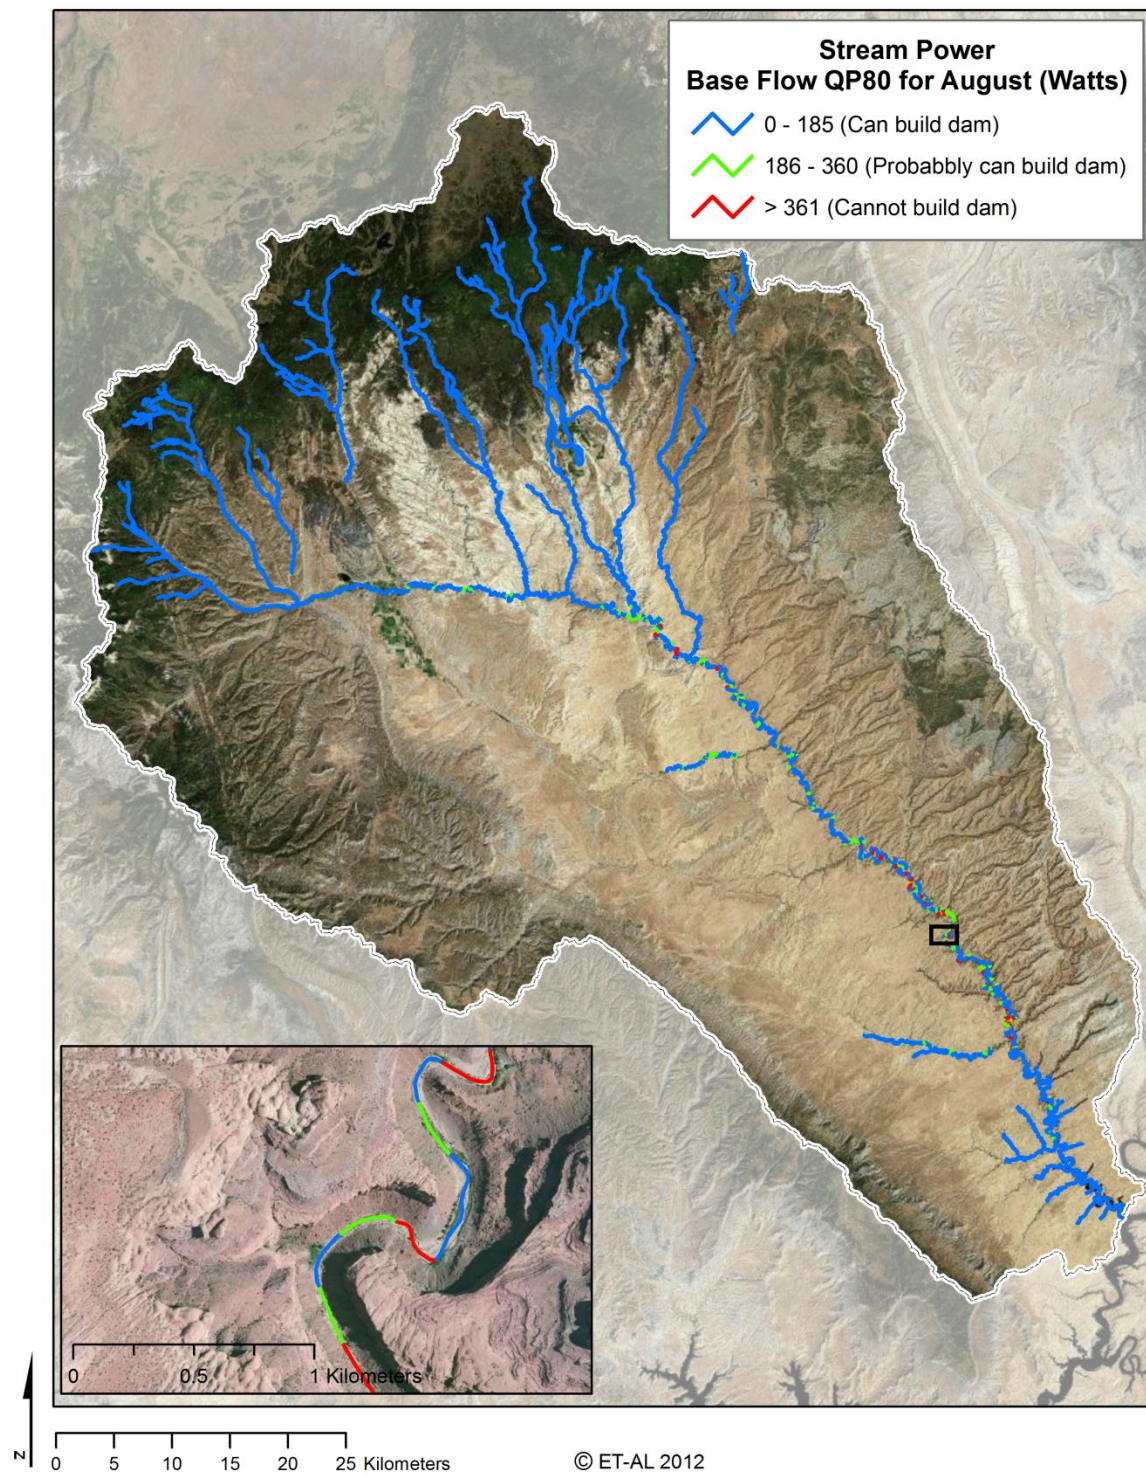 Stream Power
Base Flow QP80 for August (Watts)
0 - 185 (Can build dam)
186 - 360 (Probabbly can build dam)
> 361 (Cannot build dam)
0 0.5 1 Kilometers
z
0 5 10 15 20 25 Kilometers
© ET-AL 2012